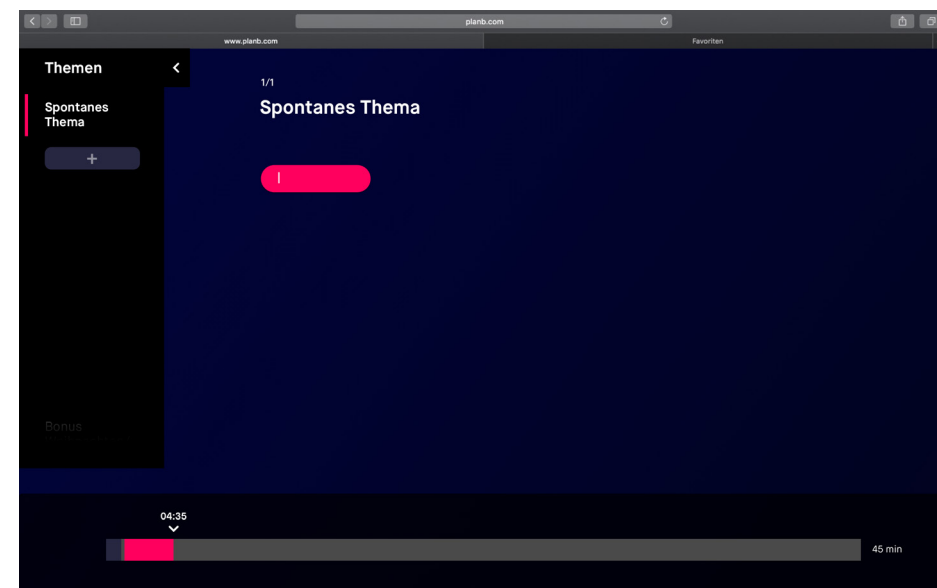 planb.com
www.planb.com
Favoriten
Themen
1/1
Spontanes Thema
Spontanes
Thema
+
Bonus
04:35
45 min